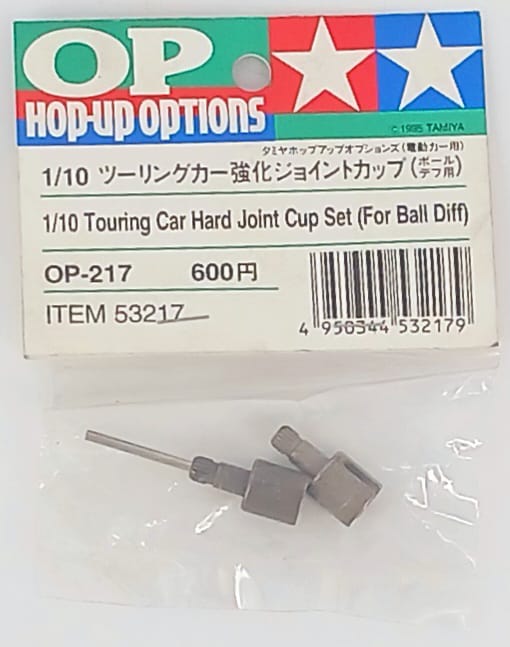 OP
HOP-UP OPTIONS
© 1995 TAMIYA
タミヤホップアップオプションズ(電動カー用)
1/10 ツーリングカー強化ジョイントカップ(ボールデフ用)
1/10 Touring Car Hard Joint Cup Set (For Ball Diff)
OP-217 600円
ITEM 53217
4 950344 532179